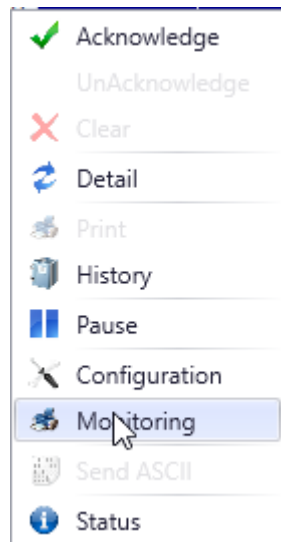 Acknowledge
UnAcknowledge
Clear
Detail
Print
History
Pause
Configuration
Monitoring
Send ASCII
Status